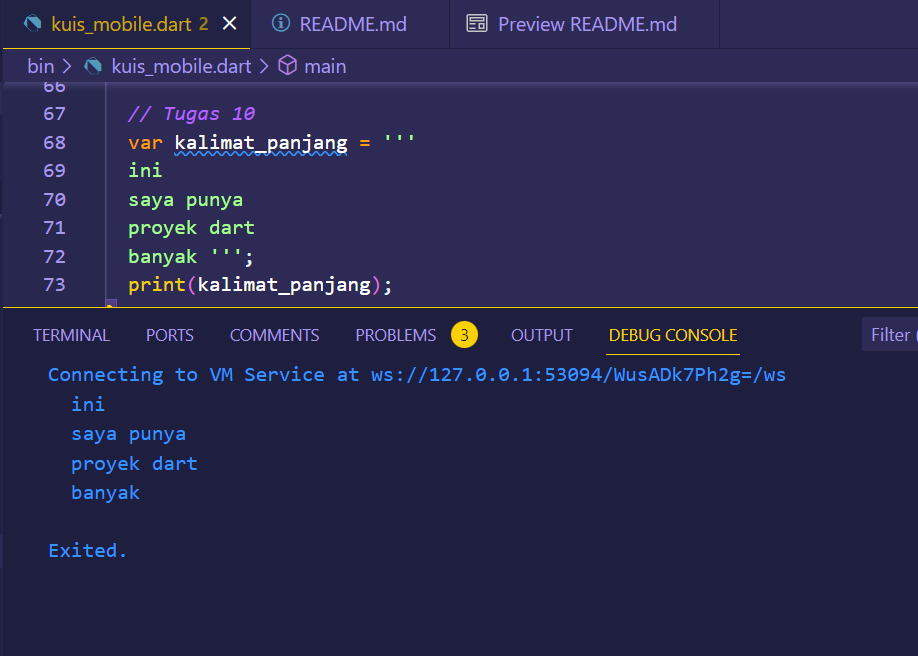 kuis_mobile.dart 2 README.md Preview README.md
bin > kuis_mobile.dart > main
66
67 // Tugas 10
68 var kalimat_panjang = '''
69 ini
70 saya punya
71 proyek dart
72 banyak ''';
73 print(kalimat_panjang);
TERMINAL PORTS COMMENTS PROBLEMS 3 OUTPUT DEBUG CONSOLE Filter (
Connecting to VM Service at ws://127.0.0.1:53094/WusADk7Ph2g=/ws
ini
saya punya
proyek dart
banyak
Exited.